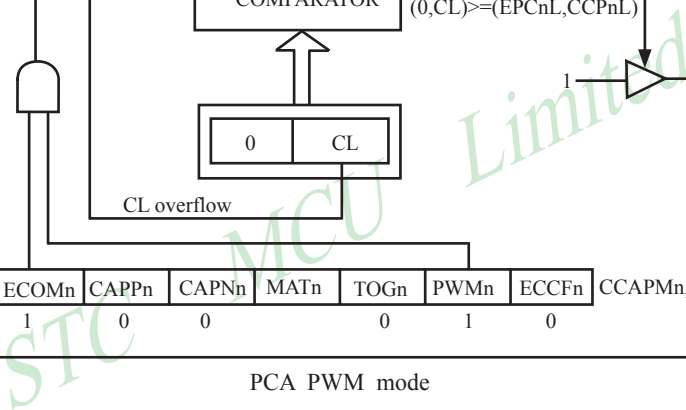 COMPARATOR
(0,CL)>=(EPCnL,CCPnL)
1
0 CL
CL overflow
ECOMn CAPPn CAPNn MATn TOGn PWMn ECCFn CCAPMn,
1 0 0 0 1 0
PCA PWM mode
STC MCU Limited